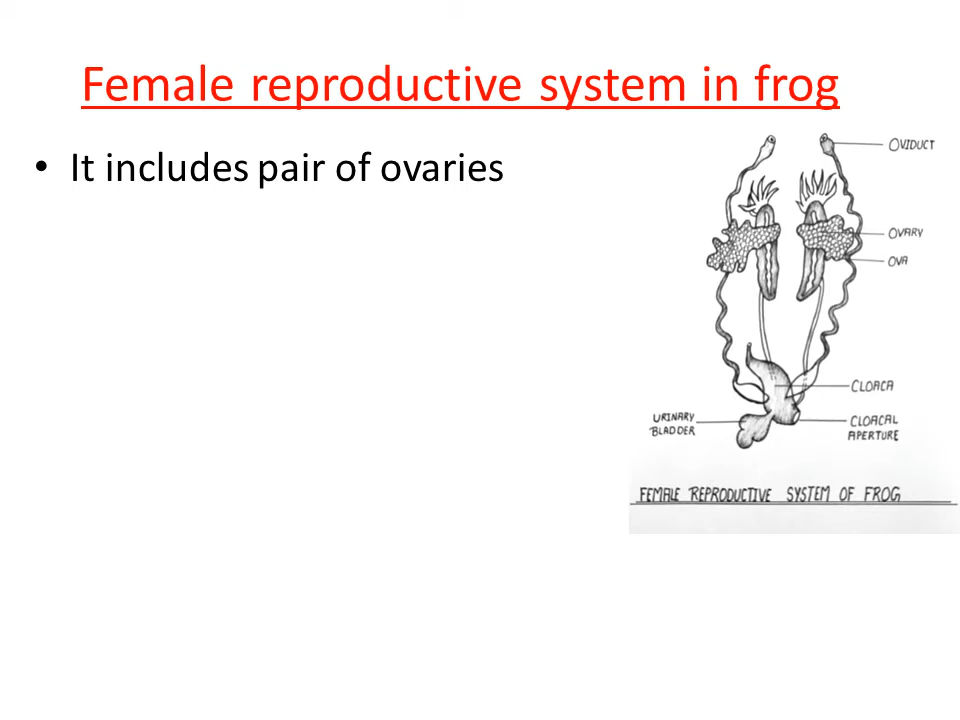 Female reproductive system in frog
• It includes pair of ovaries
OVIDUCT
OVARY
OVA
CLOACA
URINARY
BLADDER
CLOACAL
APERTURE
FEMALE REPRODUCTIVE SYSTEM OF FROG